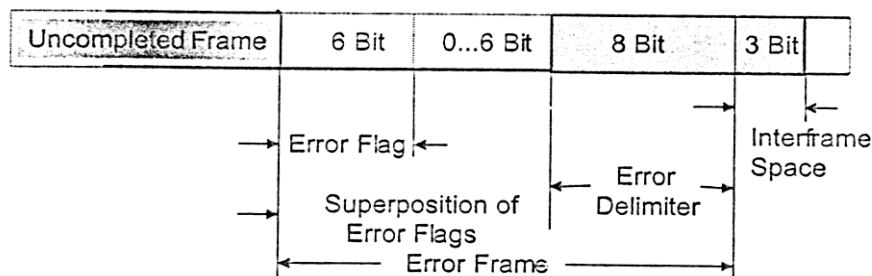 Uncompleted Frame 6 Bit 0...6 Bit 8 Bit 3 Bit
Error Flag
Interframe
Space
Error
Delimiter
Superposition of
Error Flags
Error Frame